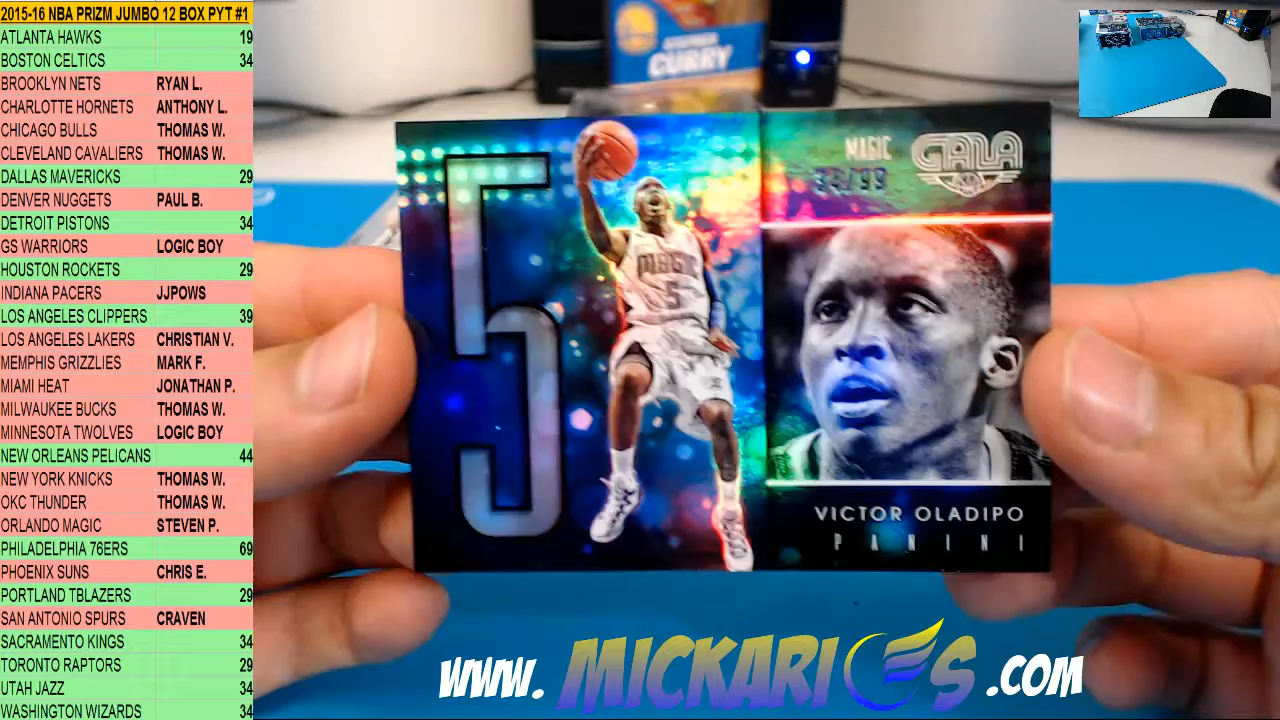 2015-16 NBA PRIZM JUMBO 12 BOX PYT #1
ATLANTA HAWKS 19
BOSTON CELTICS 34
BROOKLYN NETS RYAN L.
CHARLOTTE HORNETS ANTHONY L.
CHICAGO BULLS THOMAS W.
CLEVELAND CAVALIERS THOMAS W.
DALLAS MAVERICKS 29
DENVER NUGGETS PAUL B.
DETROIT PISTONS 34
GS WARRIORS LOGIC BOY
HOUSTON ROCKETS 29
INDIANA PACERS JJPOWS
LOS ANGELES CLIPPERS 39
LOS ANGELES LAKERS CHRISTIAN V.
MEMPHIS GRIZZLIES MARK F.
MIAMI HEAT JONATHAN P.
MILWAUKEE BUCKS THOMAS W.
MINNESOTA TWOLVES LOGIC BOY
NEW ORLEANS PELICANS 44
NEW YORK KNICKS THOMAS W.
OKC THUNDER THOMAS W.
ORLANDO MAGIC STEVEN P.
PHILADELPHIA 76ERS 69
PHOENIX SUNS CHRIS E.
PORTLAND TBLAZERS 29
SAN ANTONIO SPURS CRAVEN
SACRAMENTO KINGS 34
TORONTO RAPTORS 29
UTAH JAZZ 34
WASHINGTON WIZARDS 34
CURRY
5
MAGIC
5
MAGIC
GALA
VICTOR OLADIPO
PANINI
www.MICKARIES.COM